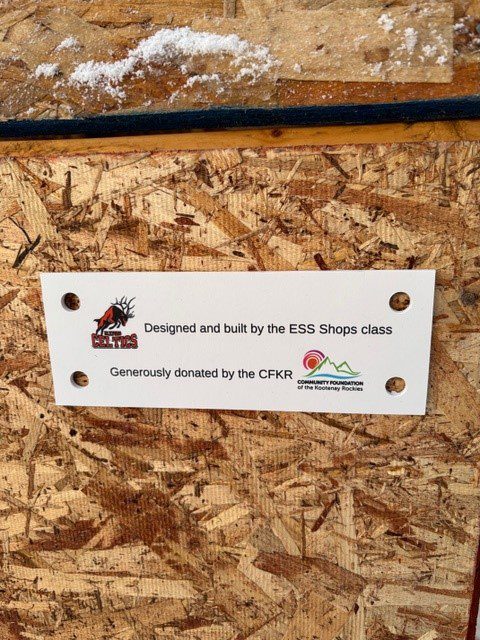 CELTICS
Designed and built by the ESS Shops class
Generously donated by the CFKR
COMMUNITY FOUNDATION
of the Kootenay Rockies